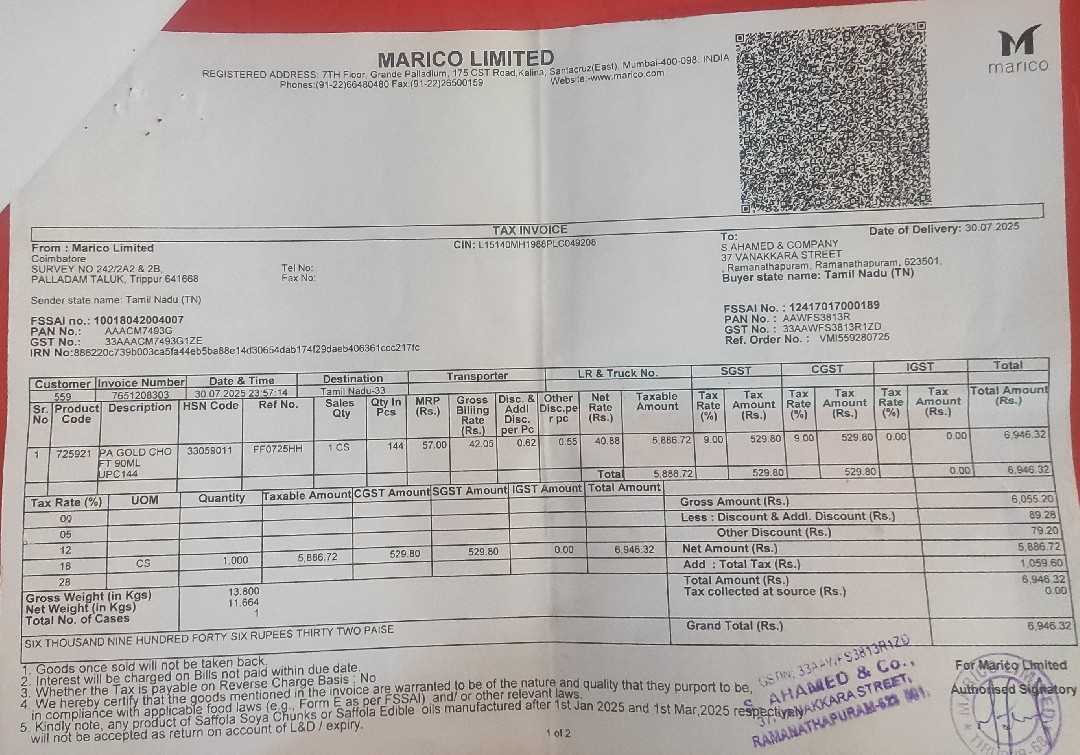 MARICO LIMITED
REGISTERED ADDRESS: 7TH Floor, Grande Palladium, 175 CST Road,Kalina, Santacruz(East), Mumbai-400-098. INDIA
Phones:(91-22)66480480 Fax:(91-22)26500159 Website:-www.marico.com
marico
TAX INVOICE
CIN: L15140MH1988PLC049208
From : Marico Limited
Coimbatore
SURVEY NO 242/2A2 & 2B,
PALLADAM TALUK, Trippur 641668
Tel No:
Fax No:
Sender state name: Tamil Nadu (TN)
FSSAI no.: 10018042004007
PAN No.: AAACM7493G
GST No.: 33AAACM7493G1ZE
IRN No:886220c739b003ca5fa44eb5ba88e14d30654dab174f29daeb406361ccc217fc
To:
Date of Delivery: 30.07.2025
S AHAMED & COMPANY
37 VANAKKARA STREET
, Ramanathapuram, Ramanathapuram, 623501,
Buyer state name: Tamil Nadu (TN)
FSSAI No. : 12417017000189
PAN No. : AAWFS3813R
GST No. : 33AAWFS3813R1ZD
Ref. Order No. : VMI559280725
Customer Invoice Number Date & Time Destination Transporter LR & Truck No. SGST CGST IGST Total
559 7651208303 30.07.2025 23:57:14 Tamil Nadu-33
Sr. No Product Code Description HSN Code Ref No. Sales Qty Qty In Pcs MRP (Rs.) Gross Billing Rate (Rs.) Disc. & Addl Disc. per Pc Other Disc.pe r pc Net Rate (Rs.) Taxable Amount Tax Rate (%) Tax Amount (Rs.) Tax Rate (%) Tax Amount (Rs.) Tax Rate (%) Tax Amount (Rs.) Total Amount (Rs.)
1 725921 PA GOLD CHO FT 90ML UPC144 33059011 FF0725HH 1 CS 144 57.00 42.05 0.62 0.55 40.88 5,886.72 9.00 529.80 9.00 529.80 0.00 0.00 6,946.32
Total 5,886.72 529.80 529.80 0.00 6,946.32
Tax Rate (%) UOM Quantity Taxable Amount CGST Amount SGST Amount IGST Amount Total Amount
00
05
12
18 CS 1.000 5,886.72 529.80 529.80 0.00 6,946.32
28
Gross Amount (Rs.) 6,055.20
Less : Discount & Addl. Discount (Rs.) 89.28
Other Discount (Rs.) 79.20
Net Amount (Rs.) 5,886.72
Add : Total Tax (Rs.) 1,059.60
Total Amount (Rs.) 6,946.32
Tax collected at source (Rs.) 0.00
Grand Total (Rs.) 6,946.32
Gross Weight (in Kgs) 13.800
Net Weight (in Kgs) 11.664
Total No. of Cases 1
SIX THOUSAND NINE HUNDRED FORTY SIX RUPEES THIRTY TWO PAISE
1. Goods once sold will not be taken back.
2. Interest will be charged on Bills not paid within due date.
3. Whether the Tax is payable on Reverse Charge Basis : No
4. We hereby certify that the goods mentioned in the invoice are warranted to be of the nature and quality that they purport to be,
in compliance with applicable food laws (e.g., Form E as per FSSAI) and/ or other relevant laws.
5. Kindly note, any product of Saffola Soya Chunks or Saffola Edible oils manufactured after 1st Jan 2025 and 1st Mar,2025 respectively
will not be accepted as return on account of L&D / expiry.
GSTIN: 33AAWFS3813R1ZD
S. AHAMED & Co.,
37, VANAKKARA STREET,
RAMANATHAPURAM-623
For Marico Limited
Authorised Signatory
1 of 2